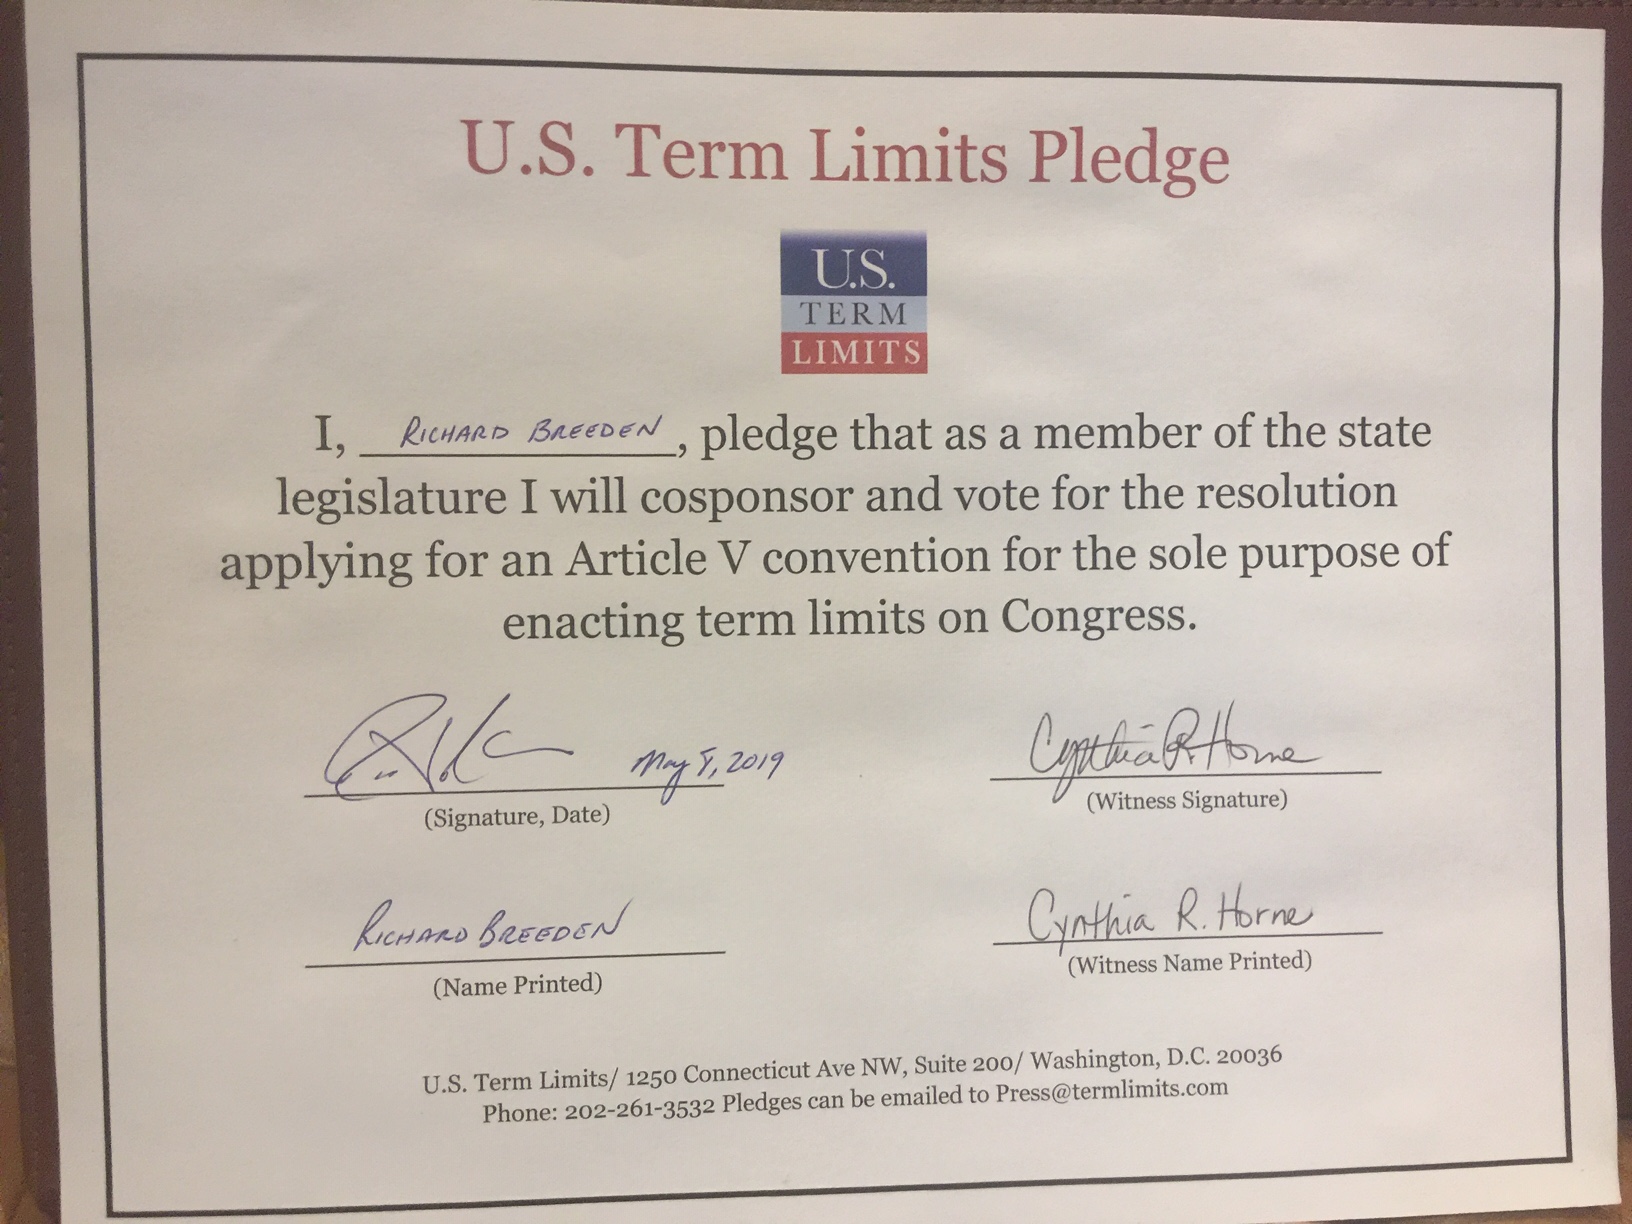 U.S. Term Limits Pledge
U.S.
TERM
LIMITS
I, RICHARD BREEDEN, pledge that as a member of the state
legislature I will cosponsor and vote for the resolution
applying for an Article V convention for the sole purpose of
enacting term limits on Congress.
May 8, 2019
(Signature, Date)
Cynthia R. Horne
(Witness Signature)
RICHARD BREEDEN
(Name Printed)
Cynthia R. Horne
(Witness Name Printed)
U.S. Term Limits/ 1250 Connecticut Ave NW, Suite 200/ Washington, D.C. 20036
Phone: 202-261-3532 Pledges can be emailed to Press@termlimits.com